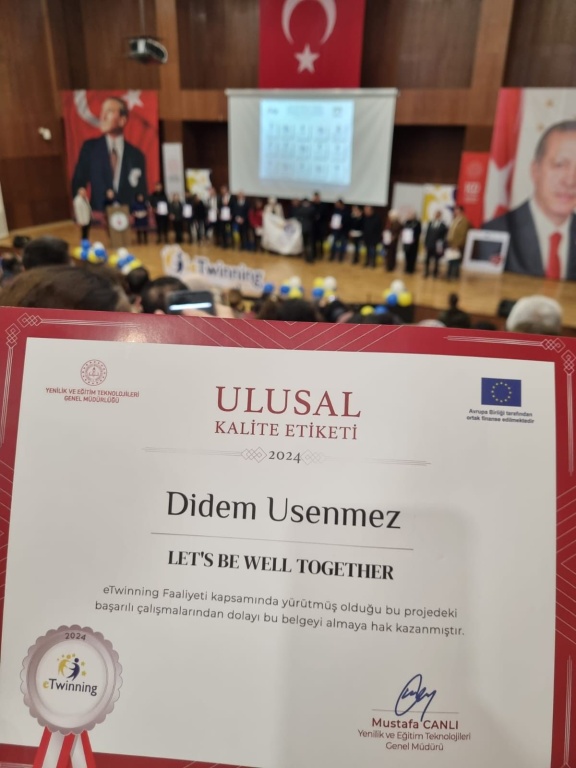 eTwinning
YENİLİK VE EĞİTİM TEKNOLOJİLERİ
GENEL MÜDÜRLÜĞÜ
ULUSAL
KALİTE ETİKETİ
2024
Avrupa Birliği tarafından
ortak finanse edilmektedir
Didem Usenmez
LET'S BE WELL TOGETHER
eTwinning Faaliyeti kapsamında yürütmüş olduğu bu projedeki
başarılı çalışmalarından dolayı bu belgeyi almaya hak kazanmıştır.
2024
eTwinning
Mustafa CANLI
Yenilik ve Eğitim Teknolojileri
Genel Müdürü